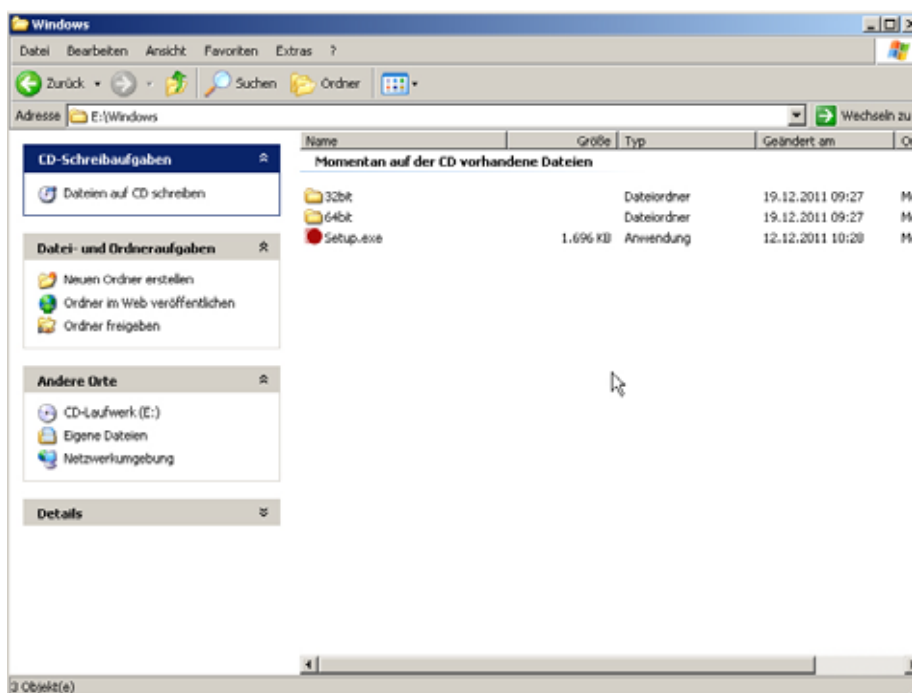 Windows
Datei Bearbeiten Ansicht Favoriten Extras ?
Zurück Suchen Ordner
Adresse E:\Windows Wechseln zu
Name Größe Typ Geändert am
CD-Schreibaufgaben
Momentan auf der CD vorhandene Dateien
Dateien auf CD schreiben
32bit Dateiordner 19.12.2011 09:27
64bit Dateiordner 19.12.2011 09:27
Setup.exe 1.696 KB Anwendung 12.12.2011 10:28
Datei- und Ordneraufgaben
Neuen Ordner erstellen
Ordner im Web veröffentlichen
Ordner freigeben
Andere Orte
CD-Laufwerk (E:)
Eigene Dateien
Netzwerkumgebung
Details
3 Objekt(e)